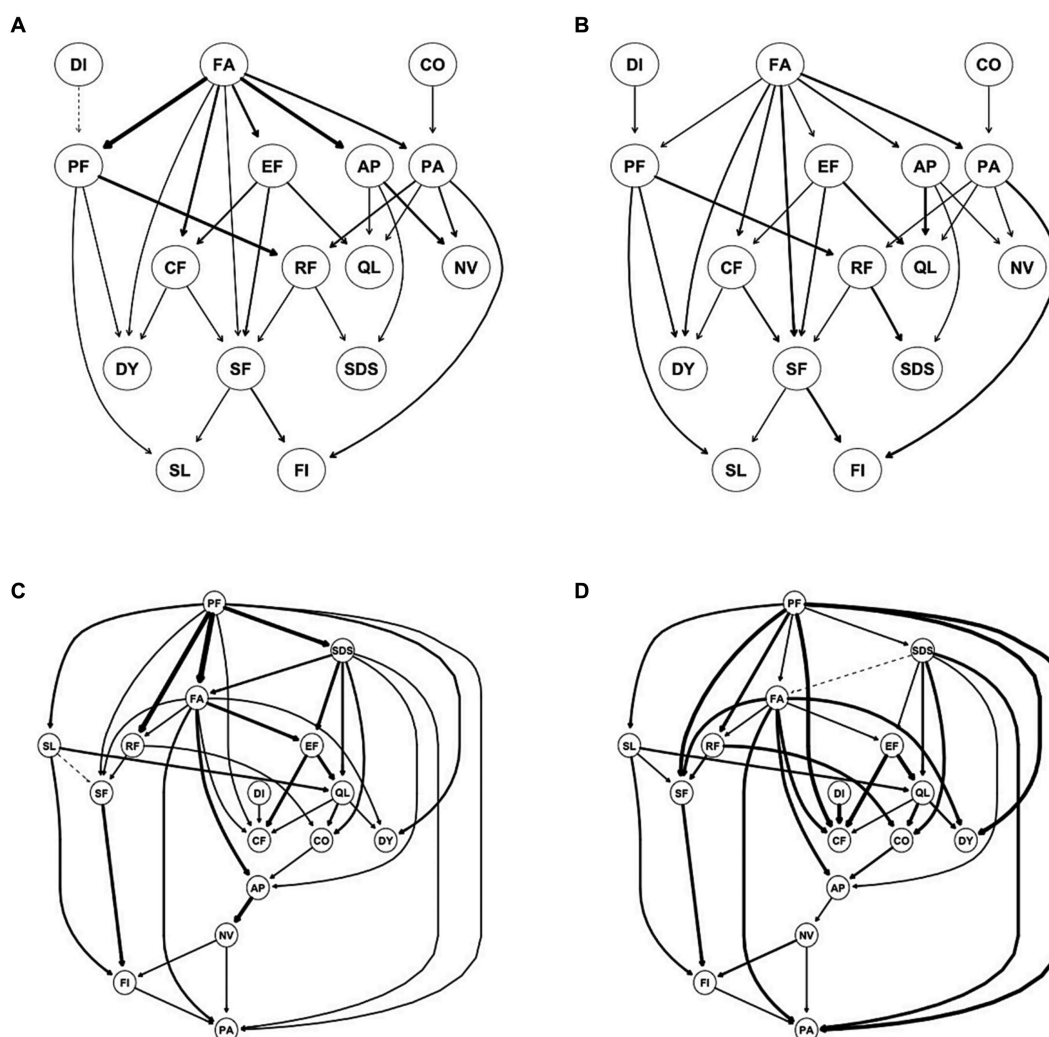 A B
DI FA CO DI FA CO
PF EF AP PA PF EF AP PA
CF RF QL NV CF RF QL NV
DY SF SDS DY SF SDS
SL FI SL FI
C D
PF PF
SDS SDS
FA FA
SL RF EF SL RF EF
SF DI QL SF DI QL
CF CO DY CF CO DY
AP AP
NV NV
FI FI
PA PA